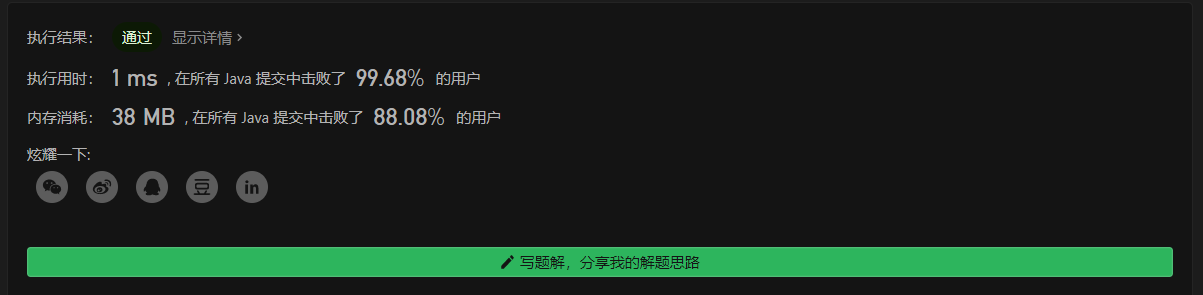 执行结果： 通过 显示详情 >
执行用时： 1 ms , 在所有 Java 提交中击败了 99.68% 的用户
内存消耗： 38 MB , 在所有 Java 提交中击败了 88.08% 的用户
炫耀一下:
豆 in
写题解，分享我的解题思路